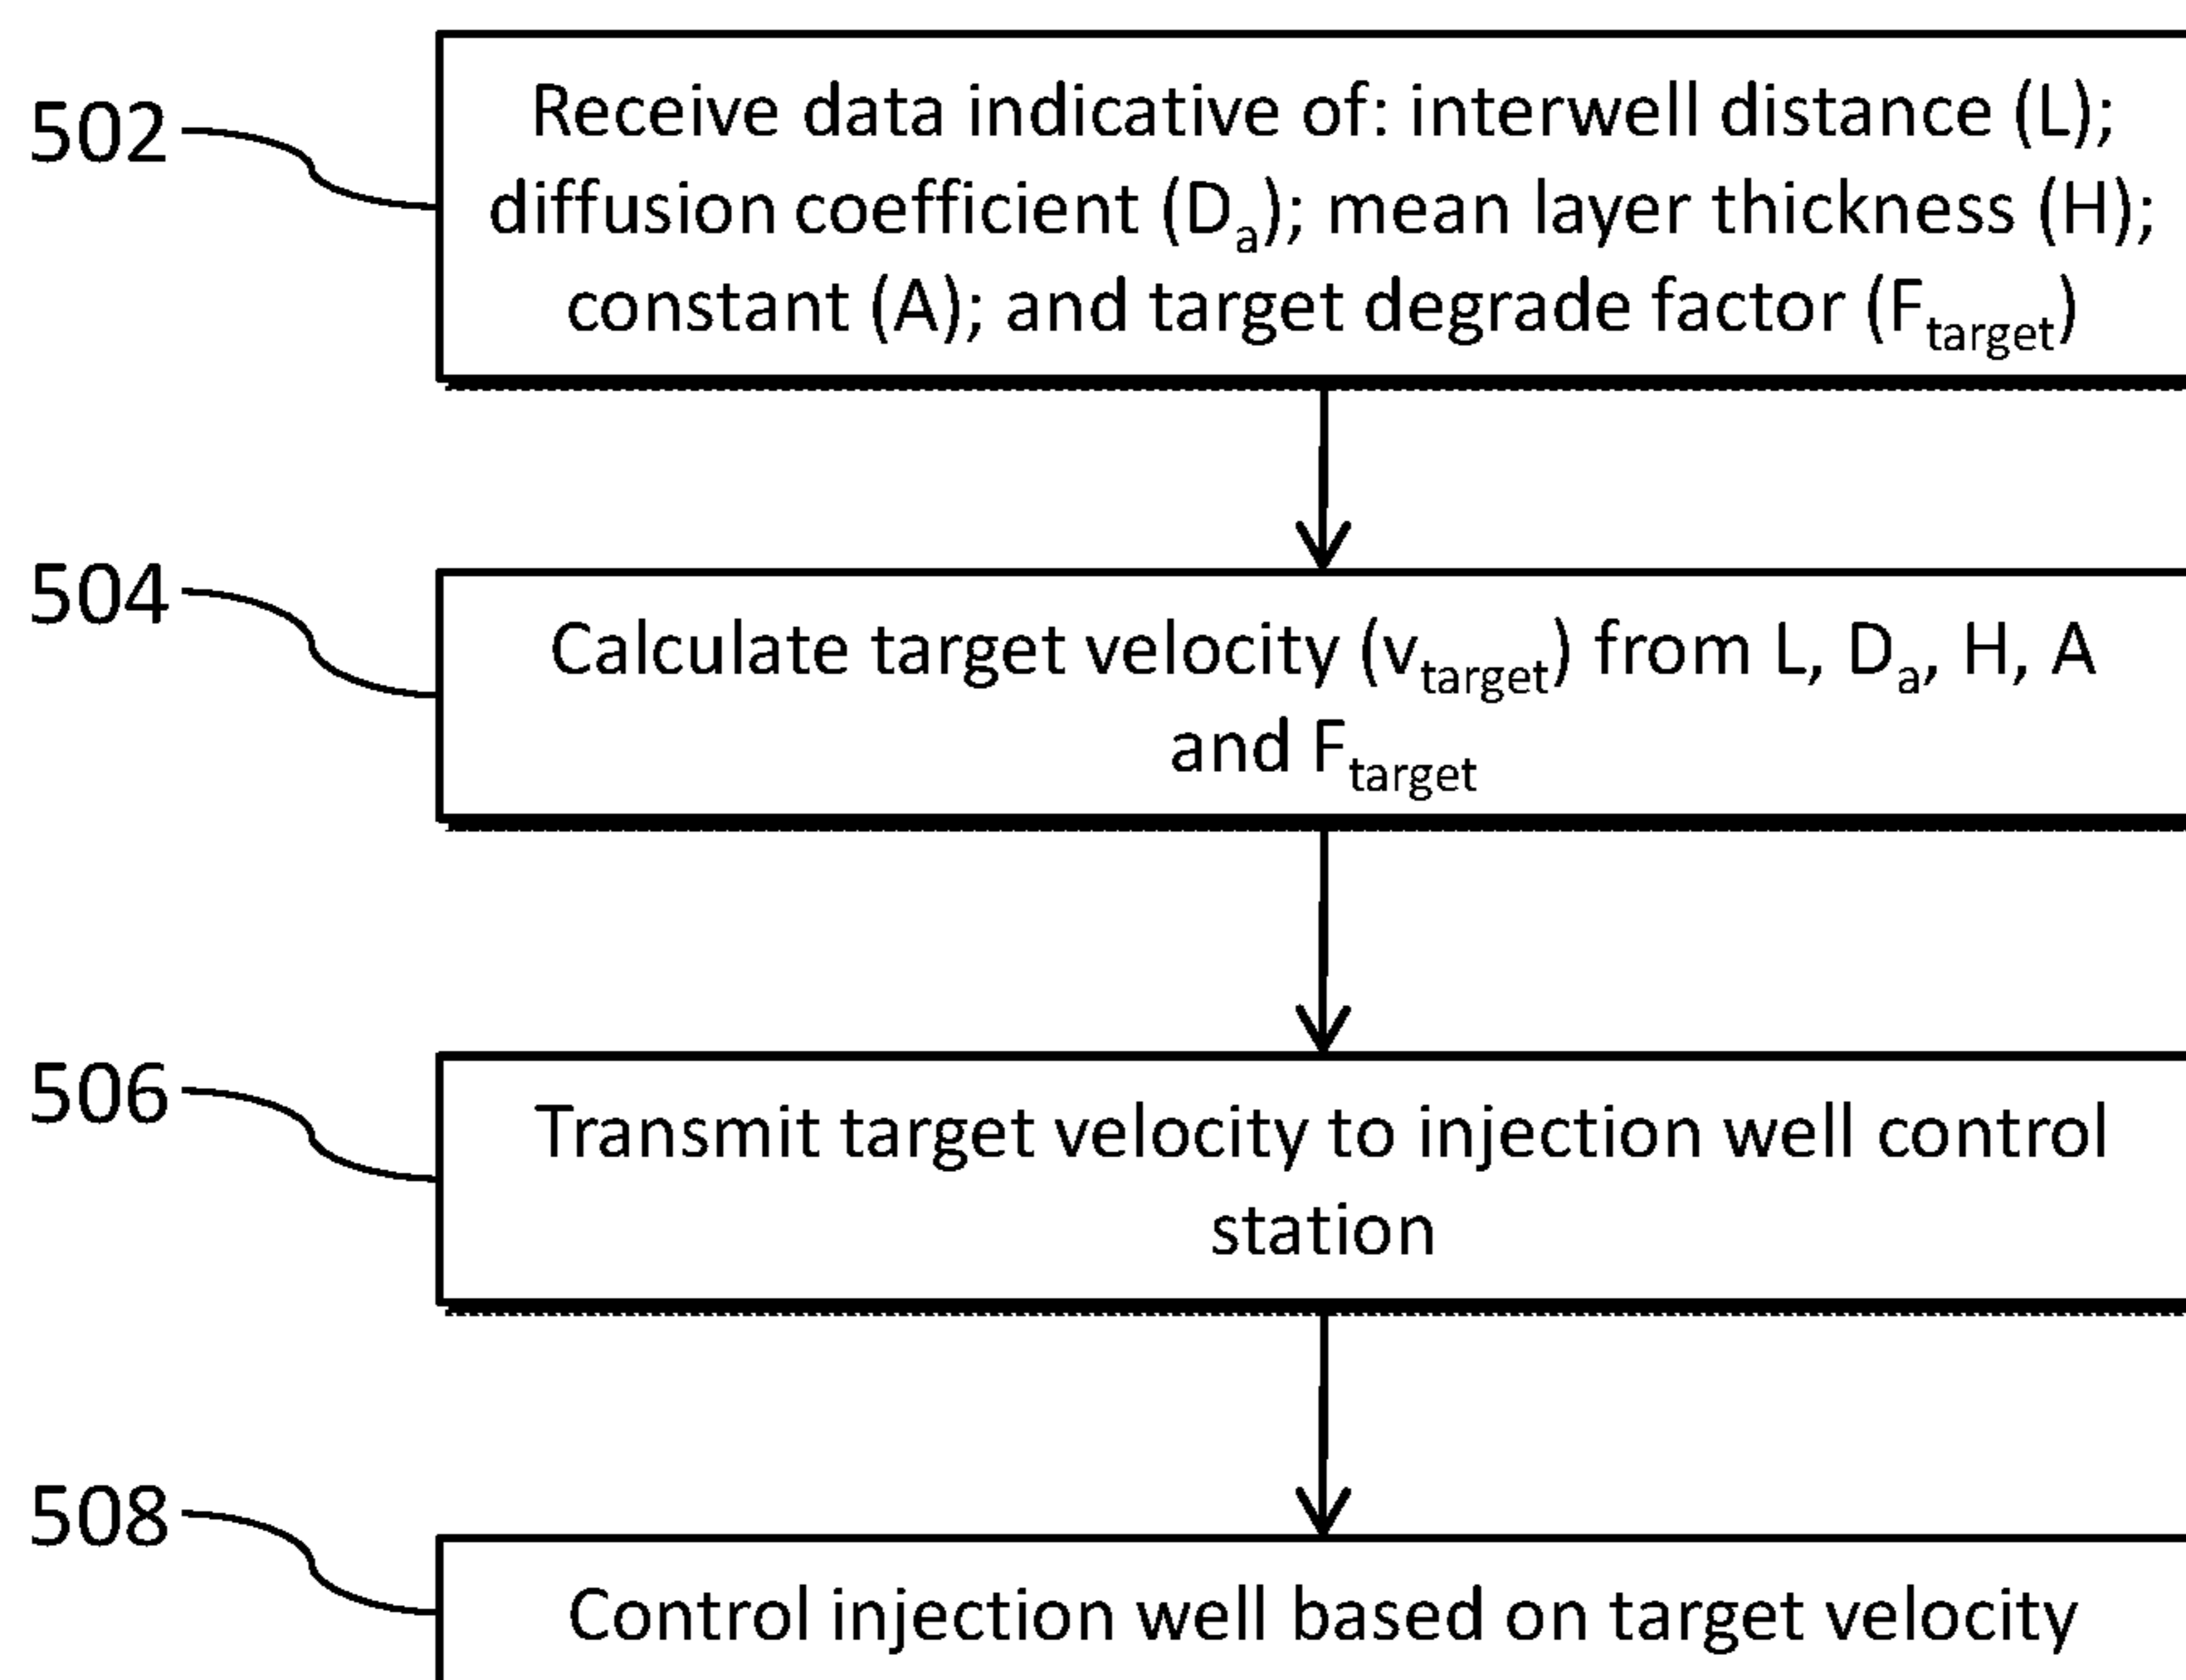 502
Receive data indicative of: interwell distance (L);
diffusion coefficient (Da); mean layer thickness (H);
constant (A); and target degrade factor (Ftarget)
504
Calculate target velocity (vtarget) from L, Da, H, A
and Ftarget
506
Transmit target velocity to injection well control
station
508
Control injection well based on target velocity